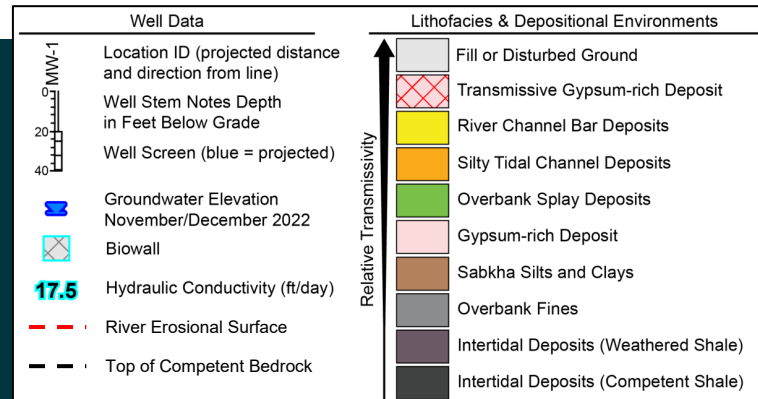 Well Data
MW-1
Location ID (projected distance
and direction from line)
0
20
40
Well Stem Notes Depth
in Feet Below Grade
Well Screen (blue = projected)
Groundwater Elevation
November/December 2022
Biowall
17.5
Hydraulic Conductivity (ft/day)
River Erosional Surface
Top of Competent Bedrock
Lithofacies & Depositional Environments
Relative Transmissivity
Fill or Disturbed Ground
Transmissive Gypsum-rich Deposit
River Channel Bar Deposits
Silty Tidal Channel Deposits
Overbank Splay Deposits
Gypsum-rich Deposit
Sabkha Silts and Clays
Overbank Fines
Intertidal Deposits (Weathered Shale)
Intertidal Deposits (Competent Shale)